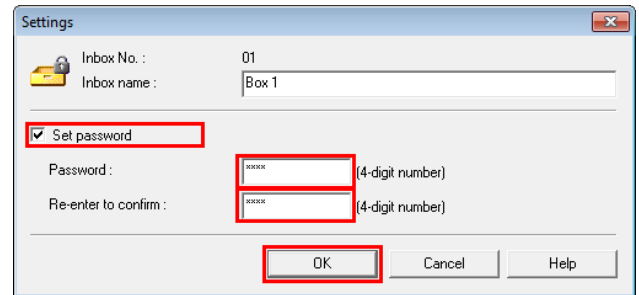 Settings
Inbox No. : 01
Inbox name : Box 1
Set password
Password : **** (4-digit number)
Re-enter to confirm : **** (4-digit number)
OK Cancel Help